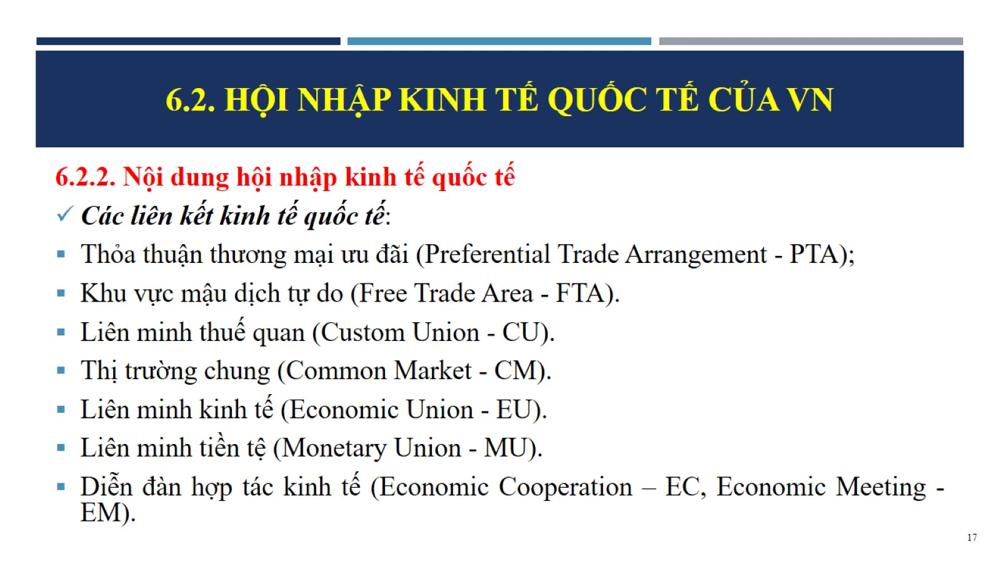 6.2. HỘI NHẬP KINH TẾ QUỐC TẾ CỦA VN
6.2.2. Nội dung hội nhập kinh tế quốc tế
Các liên kết kinh tế quốc tế:
Thỏa thuận thương mại ưu đãi (Preferential Trade Arrangement - PTA);
Khu vực mậu dịch tự do (Free Trade Area - FTA).
Liên minh thuế quan (Custom Union - CU).
Thị trường chung (Common Market - CM).
Liên minh kinh tế (Economic Union - EU).
Liên minh tiền tệ (Monetary Union - MU).
Diễn đàn hợp tác kinh tế (Economic Cooperation – EC, Economic Meeting -
EM).
17